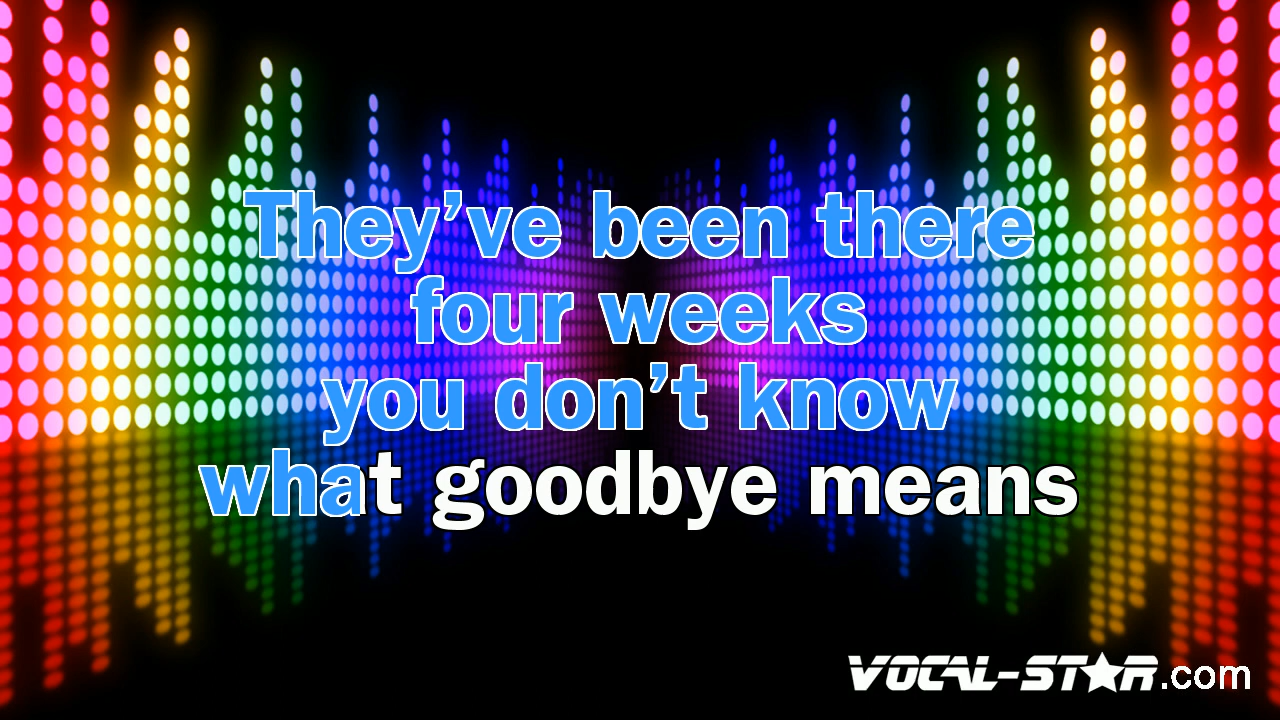 They’ve been there
four weeks
you don’t know
what goodbye means
VOCAL-STAR.com